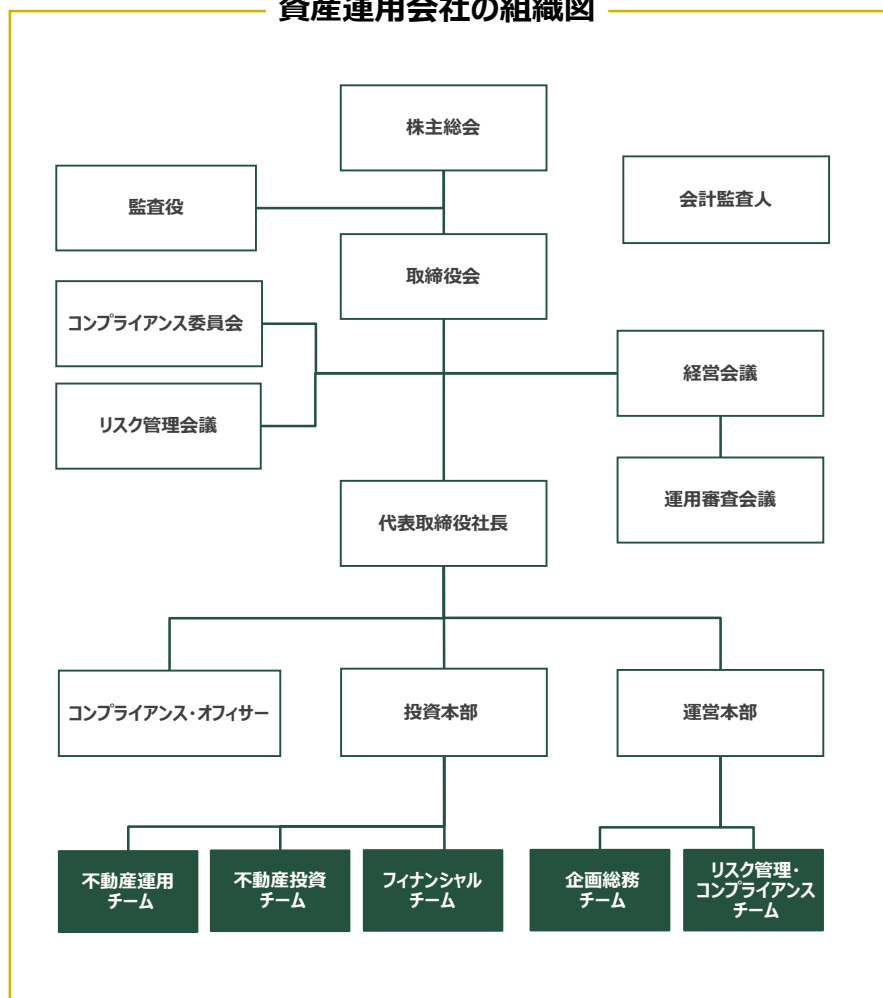 資産運用会社の組織図
株主総会
監査役
会計監査人
取締役会
コンプライアンス委員会
経営会議
リスク管理会議
運用審査会議
代表取締役社長
コンプライアンス・オフィサー
投資本部
運営本部
不動産運用
チーム
不動産投資
チーム
フィナンシャル
チーム
企画総務
チーム
リスク管理・
コンプライアンス
チーム